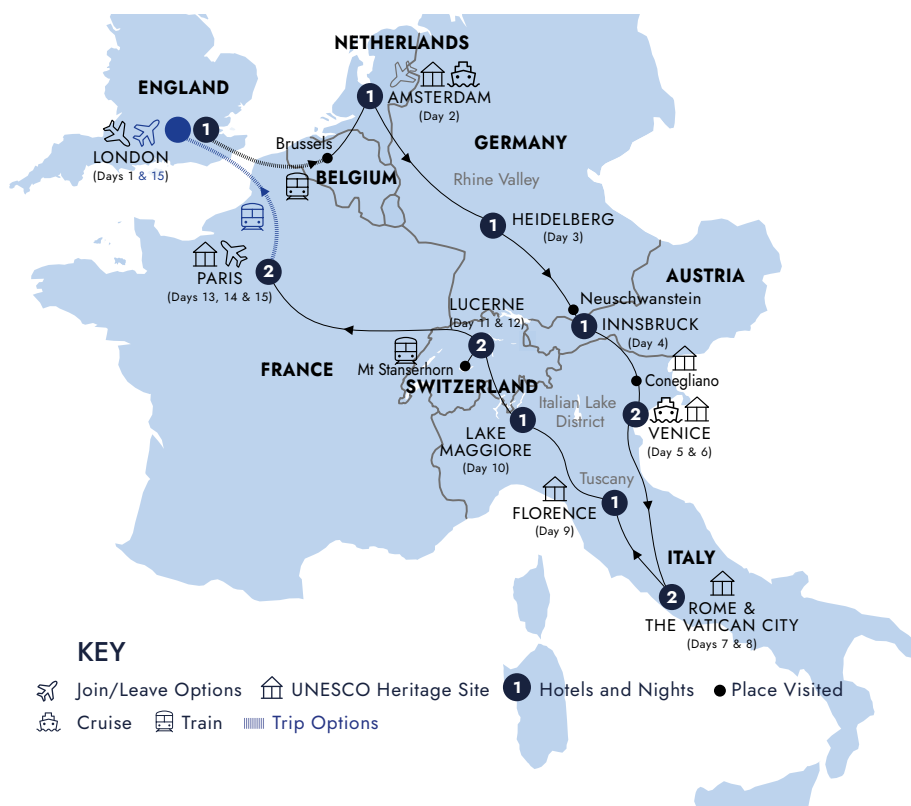 NETHERLANDS
1
AMSTERDAM
(Day 2)
ENGLAND
1
LONDON
(Days 1 & 15)
Brussels
BELGIUM
GERMANY
Rhine Valley
1
HEIDELBERG
(Day 3)
PARIS
2
(Days 13, 14 & 15)
AUSTRIA
Neuschwanstein
1
INNSBRUCK
(Day 4)
LUCERNE
(Day 11 & 12)
2
FRANCE
Mt Stanserhorn
SWITZERLAND
Conegliano
Italian Lake
District
2
VENICE
(Day 5 & 6)
1
LAKE
MAGGIORE
(Day 10)
Tuscany
1
FLORENCE
(Day 9)
ITALY
2
ROME &
THE VATICAN CITY
(Days 7 & 8)
KEY
Join/Leave Options
UNESCO Heritage Site
1
Hotels and Nights
Place Visited
Cruise
Train
Trip Options